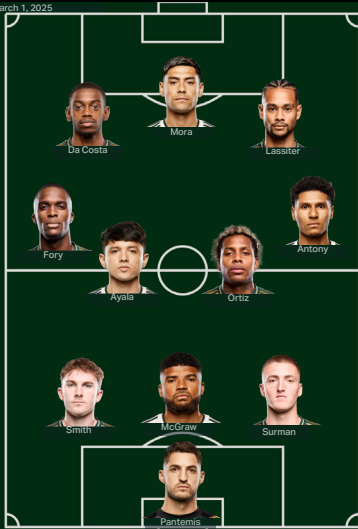 arch 1, 2025
Mora
Da Costa
Lassiter
Fory
Antony
Ayala
Ortiz
Smith
McGraw
Surman
Pantemis